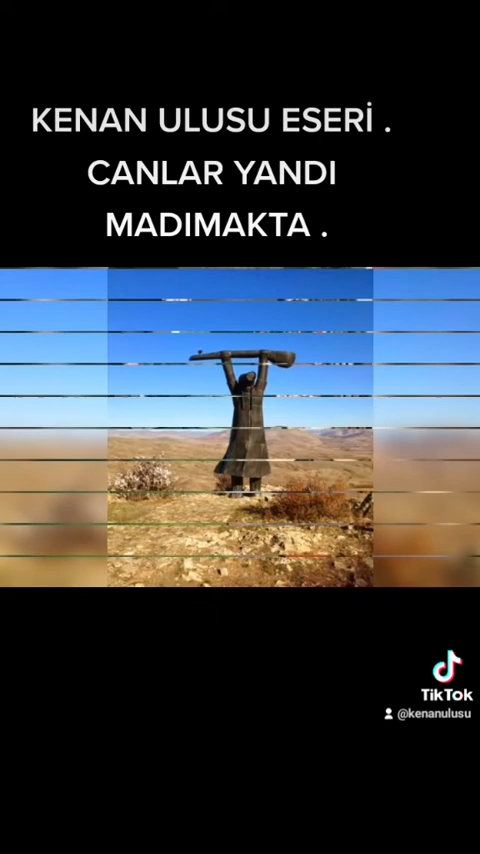 KENAN ULUSU ESERİ .
CANLAR YANDI
MADIMAKTA .
TikTok
@kenanulusu